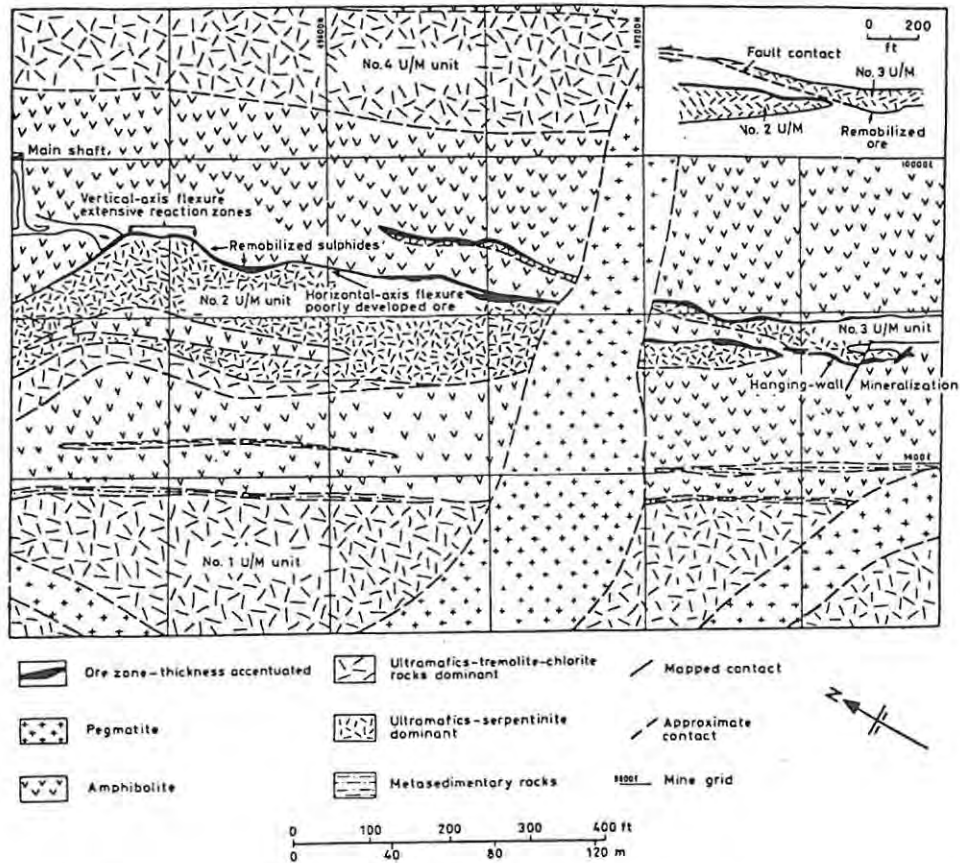 No. 4 U/M unit
0 200
ft
Fault contact
No. 3 U/M
No. 2 U/M
Remobilized
ore
Main shaft
10000E
Vertical-axis flexure
extensive reaction zones
Remobilized sulphides
No. 2 U/M unit
Horizontal-axis flexure
poorly developed ore
No. 3 U/M unit
Hanging-wall
Mineralization
No. 1 U/M unit
Ore zone-thickness accentuated
Ultramafics-tremolite-chlorite
rocks dominant
Mapped contact
Pegmatite
Ultramafics-serpentinite
dominant
Approximate
contact
Amphibolite
Metasedimentary rocks
Mine grid
N
0 100 200 300 400 ft
0 40 80 120 m